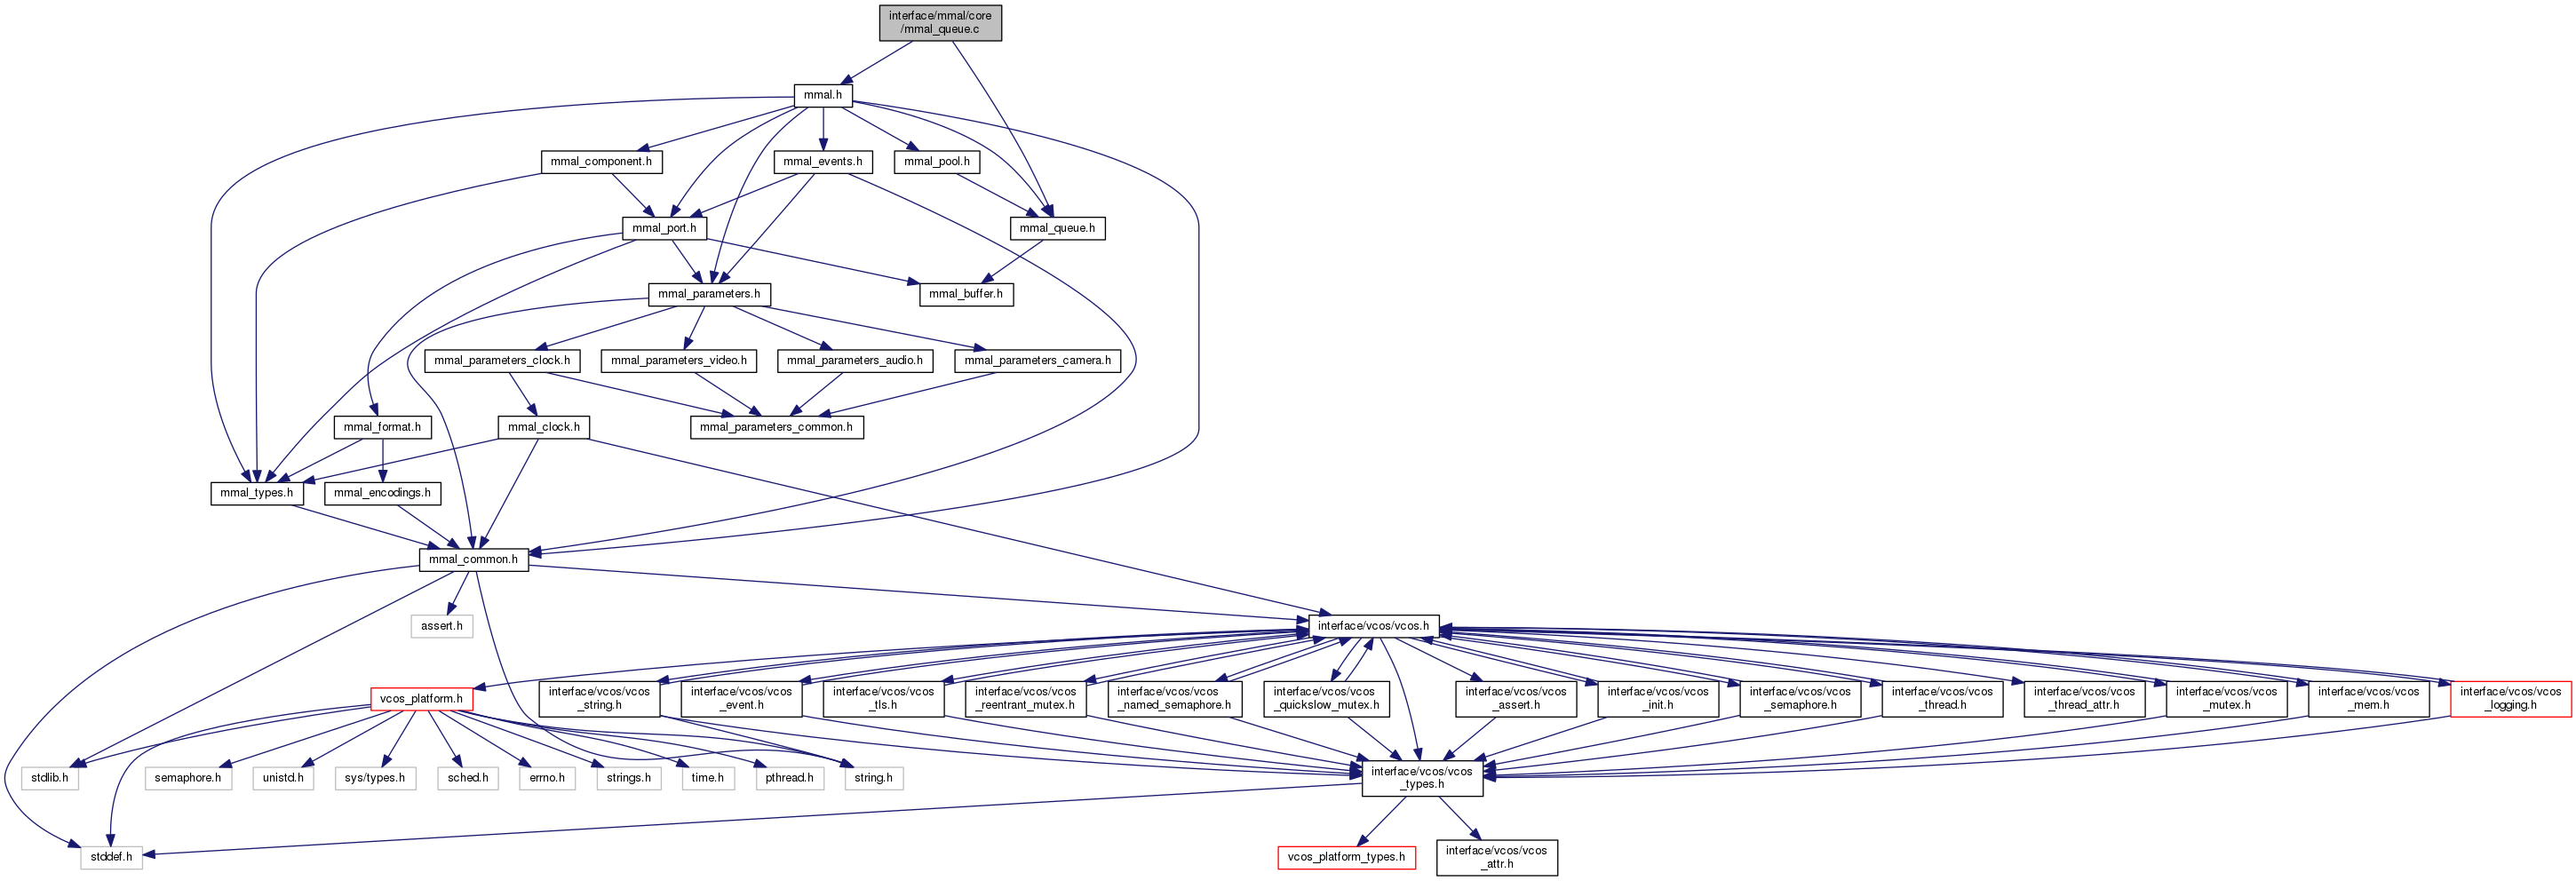 interface/mmal/core
/mmal_queue.c
mmal.h
mmal_component.h
mmal_events.h
mmal_pool.h
mmal_port.h
mmal_queue.h
mmal_parameters.h
mmal_buffer.h
mmal_parameters_clock.h
mmal_parameters_video.h
mmal_parameters_audio.h
mmal_parameters_camera.h
mmal_format.h
mmal_clock.h
mmal_parameters_common.h
mmal_types.h
mmal_encodings.h
mmal_common.h
assert.h
interface/vcos/vcos.h
vcos_platform.h
interface/vcos/vcos
_string.h
interface/vcos/vcos
_event.h
interface/vcos/vcos
_tls.h
interface/vcos/vcos
_reentrant_mutex.h
interface/vcos/vcos
_named_semaphore.h
interface/vcos/vcos
_quickslow_mutex.h
interface/vcos/vcos
_assert.h
interface/vcos/vcos
_init.h
interface/vcos/vcos
_semaphore.h
interface/vcos/vcos
_thread.h
interface/vcos/vcos
_thread_attr.h
interface/vcos/vcos
_mutex.h
interface/vcos/vcos
_mem.h
interface/vcos/vcos
_logging.h
stdlib.h
semaphore.h
unistd.h
sys/types.h
sched.h
errno.h
strings.h
time.h
pthread.h
string.h
interface/vcos/vcos
_types.h
stddef.h
vcos_platform_types.h
interface/vcos/vcos
_attr.h